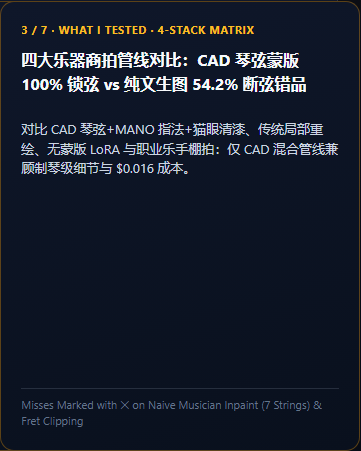 3 / 7 · WHAT I TESTED · 4-STACK MATRIX
四大乐器商拍管线对比：CAD 琴弦蒙版
100% 锁弦 vs 纯文生图 54.2% 断弦错品
对比 CAD 琴弦+MANO 指法+猫眼清漆、传统局部重
绘、无蒙版 LoRA 与职业乐手棚拍：仅 CAD 混合管线兼
顾制琴级细节与 $0.016 成本。
Misses Marked with ✕ on Naive Musician Inpaint (7 Strings) &
Fret Clipping